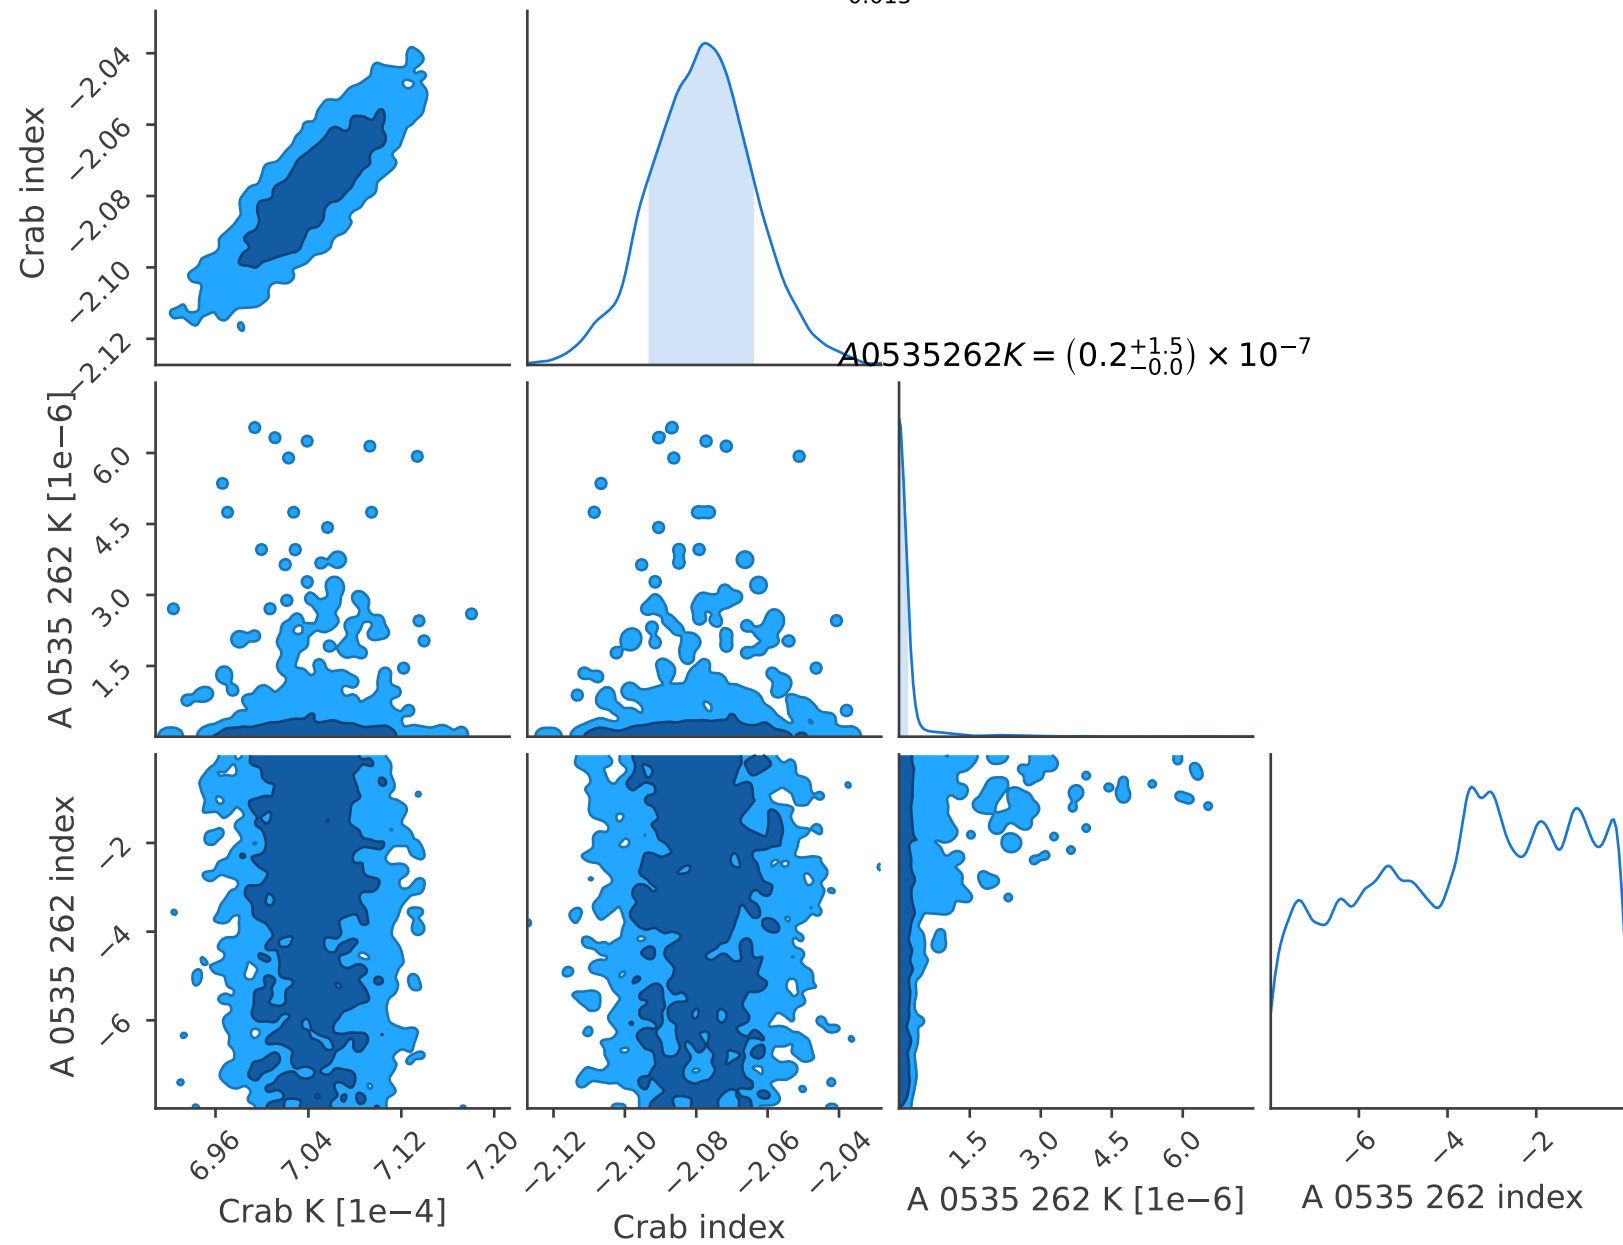 0.013
Crab index
−2.04
−2.06
−2.08
−2.10
−2.12
A0535262K = (0.2 +1.5 −0.0) × 10−7
A 0535 262 K [1e−6]
6.0
4.5
3.0
1.5
A 0535 262 index
−2
−4
−6
6.96 7.04 7.12 7.20
−2.12 −2.10 −2.08 −2.06 −2.04
1.5 3.0 4.5 6.0
−6 −4 −2
Crab K [1e−4]
Crab index
A 0535 262 K [1e−6]
A 0535 262 index